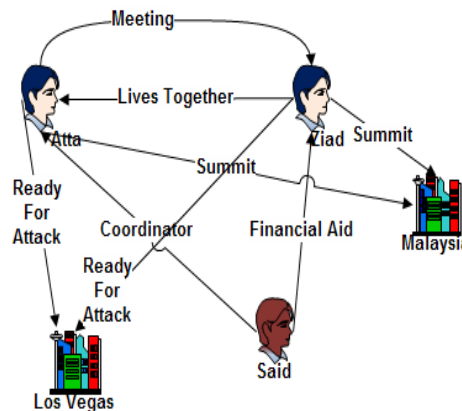 Meeting
Lives Together
Atta
Ziad
Summit
Summit
Ready
For
Attack
Malaysia
Coordinator
Financial Aid
Ready
For
Attack
Said
Los Vegas